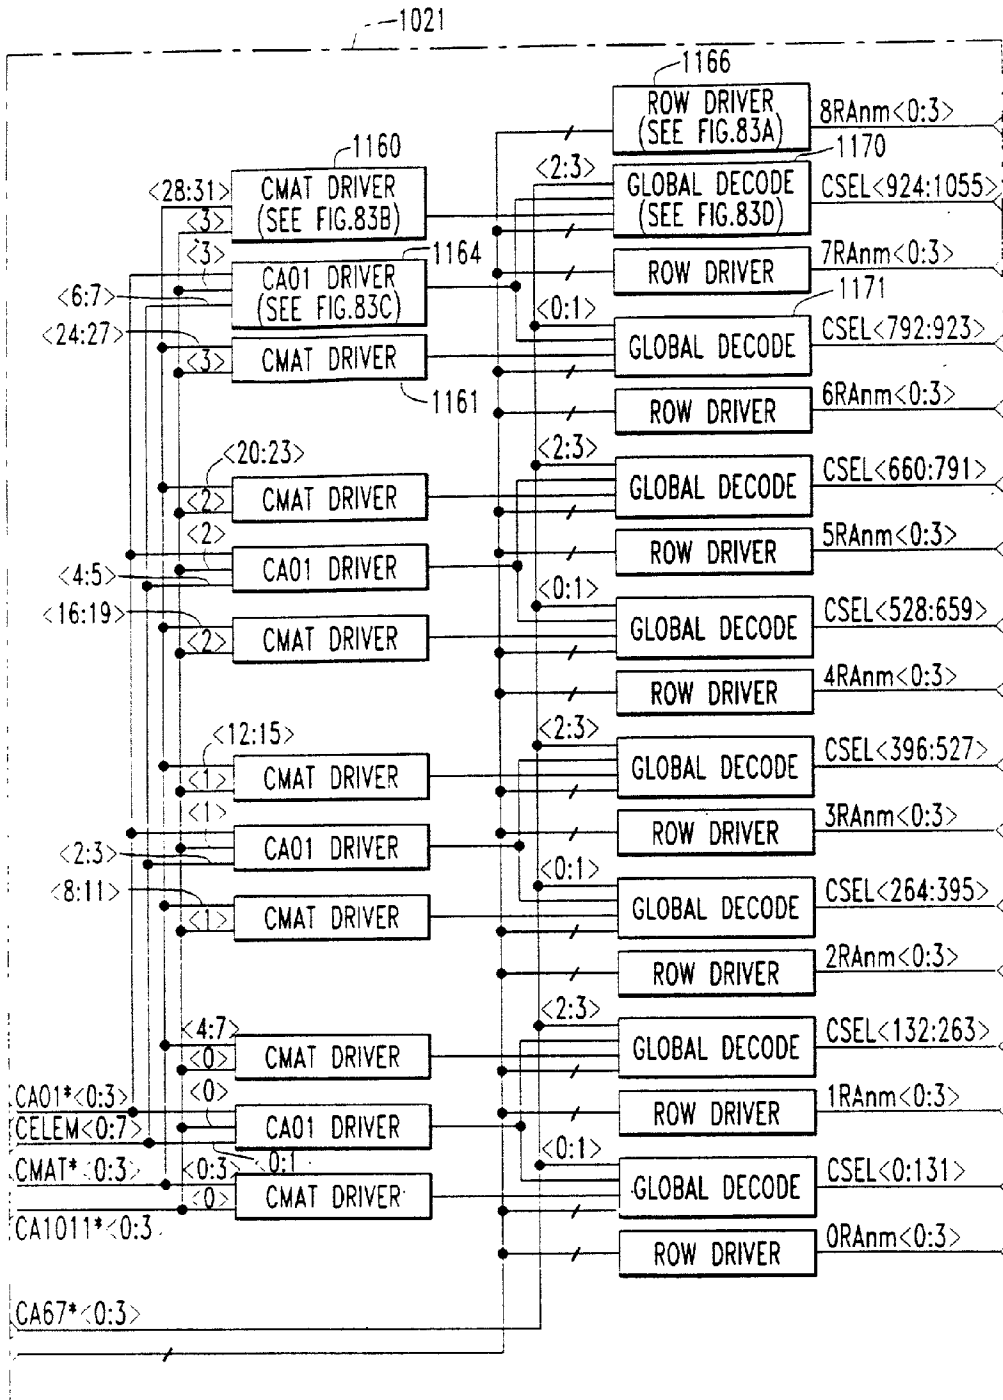 1021
1166
ROW DRIVER
(SEE FIG.83A)
8RAnm<0:3>
1160
1170
<28:31>
CMAT DRIVER
(SEE FIG.83B)
<3>
<2:3>
GLOBAL DECODE
(SEE FIG.83D)
CSEL<924:1055>
<3>
1164
CA01 DRIVER
(SEE FIG.83C)
<6:7>
ROW DRIVER
7RAnm<0:3>
1171
<24:27>
<3>
CMAT DRIVER
1161
<0:1>
GLOBAL DECODE
CSEL<792:923>
ROW DRIVER
6RAnm<0:3>
<20:23>
<2>
CMAT DRIVER
<2:3>
GLOBAL DECODE
CSEL<660:791>
<2>
<4:5>
CA01 DRIVER
ROW DRIVER
5RAnm<0:3>
<16:19>
<2>
CMAT DRIVER
<0:1>
GLOBAL DECODE
CSEL<528:659>
ROW DRIVER
4RAnm<0:3>
<12:15>
<1>
CMAT DRIVER
<2:3>
GLOBAL DECODE
CSEL<396:527>
<1>
<2:3>
CA01 DRIVER
ROW DRIVER
3RAnm<0:3>
<8:11>
<1>
CMAT DRIVER
<0:1>
GLOBAL DECODE
CSEL<264:395>
ROW DRIVER
2RAnm<0:3>
<4:7>
<0>
CMAT DRIVER
<2:3>
GLOBAL DECODE
CSEL<132:263>
CA01*<0:3>
<0>
CELEM<0:7>
CA01 DRIVER
<0:1
ROW DRIVER
1RAnm<0:3>
CMAT*<0:3>
<0:3>
<0>
CMAT DRIVER
<0:1>
GLOBAL DECODE
CSEL<0:131>
CA1011*<0:3
ROW DRIVER
0RAnm<0:3>
CA67*<0:3>